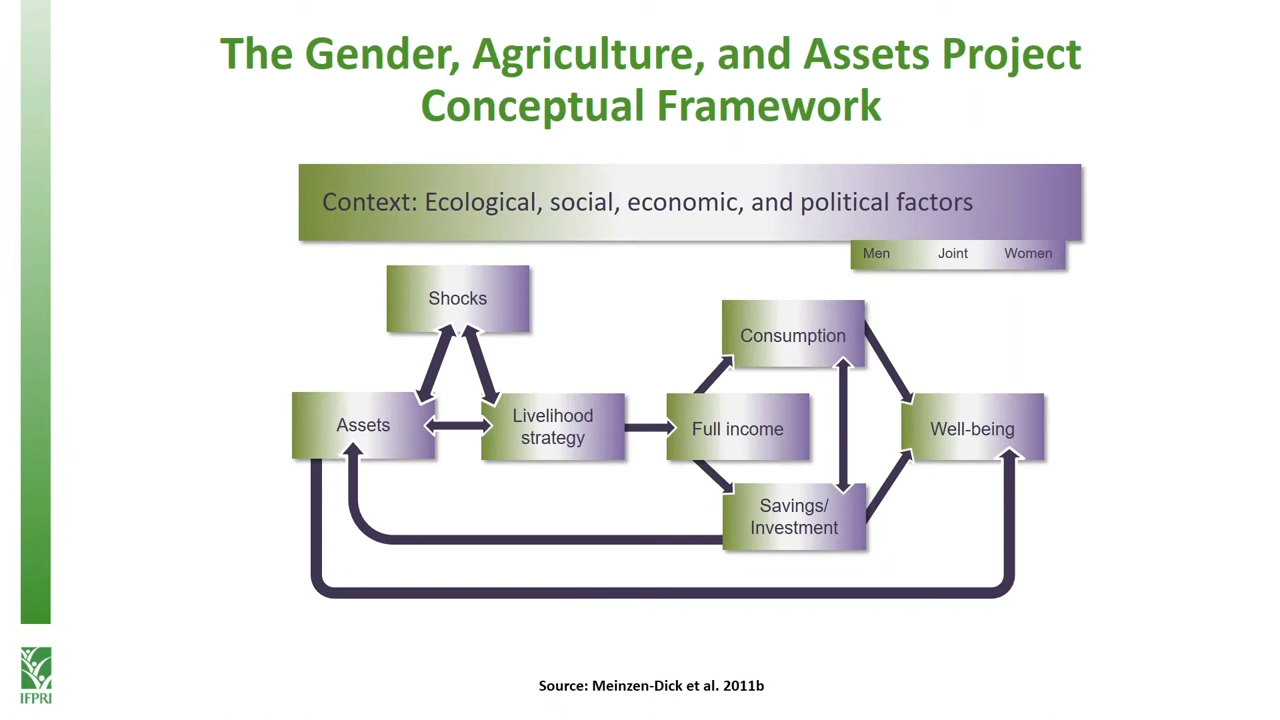 The Gender, Agriculture, and Assets Project
Conceptual Framework
Context: Ecological, social, economic, and political factors
Men Joint Women
Shocks
Consumption
Assets
Livelihood
strategy
Full income
Well-being
Savings/
Investment
IFPRI
Source: Meinzen-Dick et al. 2011b